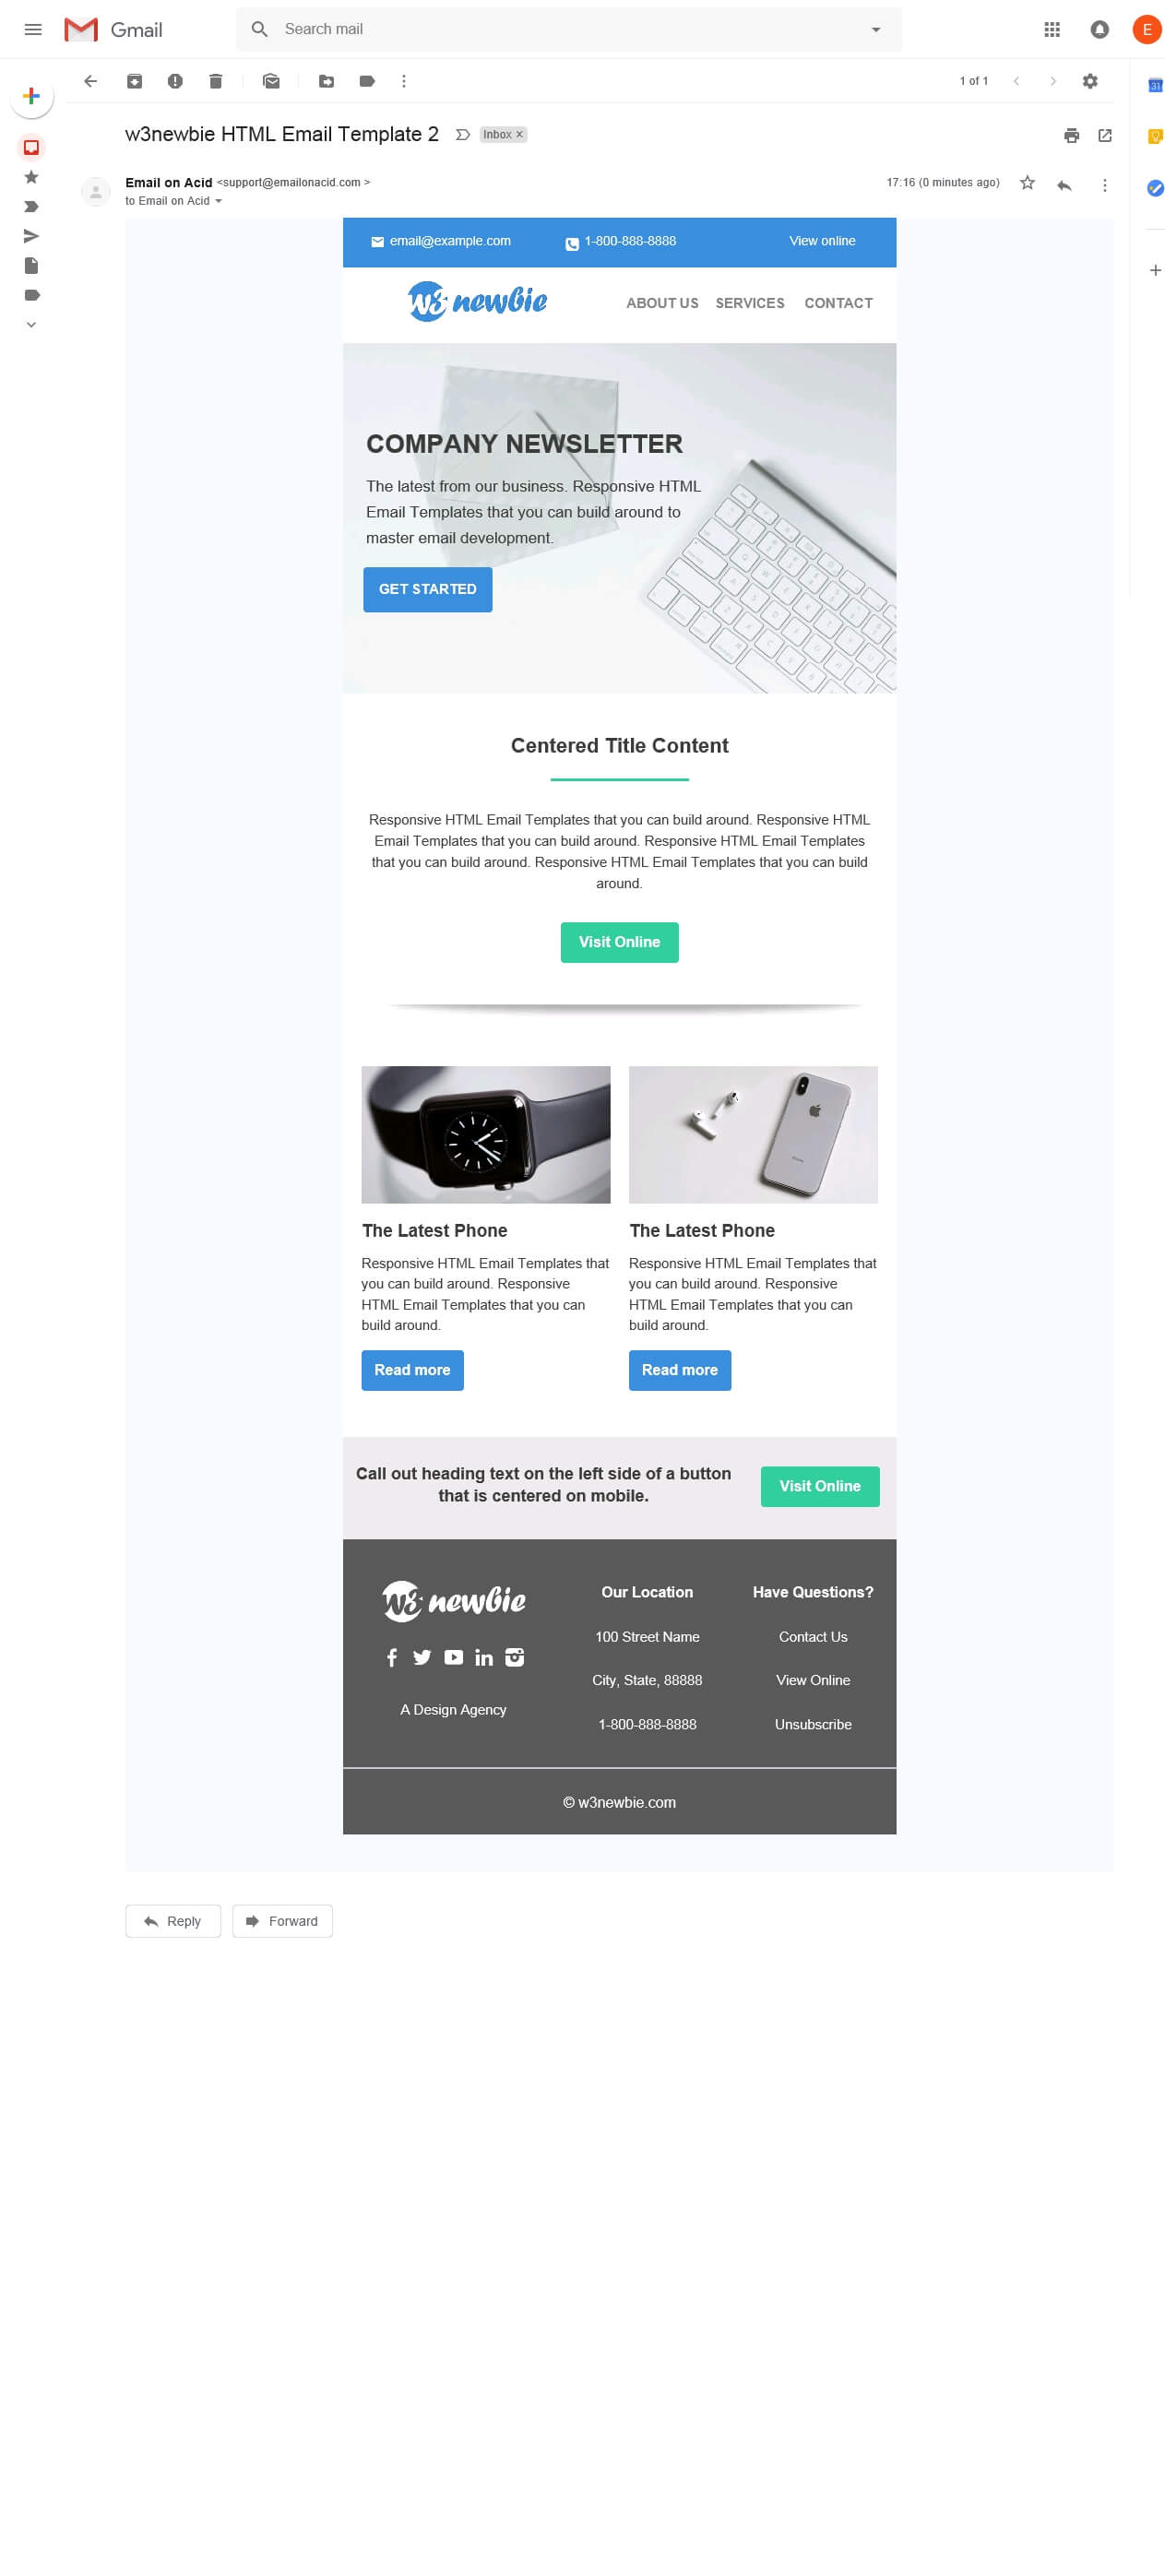 Gmail
Search mail
E
1 of 1
31
w3newbie HTML Email Template 2
Inbox ×
Email on Acid <support@emailonacid.com >
17:16 (0 minutes ago)
to Email on Acid
email@example.com 1-800-888-8888 View online
w3 newbie
ABOUT US SERVICES CONTACT
COMPANY NEWSLETTER
The latest from our business. Responsive HTML
Email Templates that you can build around to
master email development.
GET STARTED
Centered Title Content
Responsive HTML Email Templates that you can build around. Responsive HTML
Email Templates that you can build around. Responsive HTML Email Templates
that you can build around. Responsive HTML Email Templates that you can build
around.
Visit Online
The Latest Phone
Responsive HTML Email Templates that
you can build around. Responsive
HTML Email Templates that you can
build around.
Read more
The Latest Phone
Responsive HTML Email Templates that
you can build around. Responsive
HTML Email Templates that you can
build around.
Read more
Call out heading text on the left side of a button
that is centered on mobile.
Visit Online
w3 newbie
A Design Agency
Our Location
100 Street Name
City, State, 88888
1-800-888-8888
Have Questions?
Contact Us
View Online
Unsubscribe
© w3newbie.com
Reply
Forward